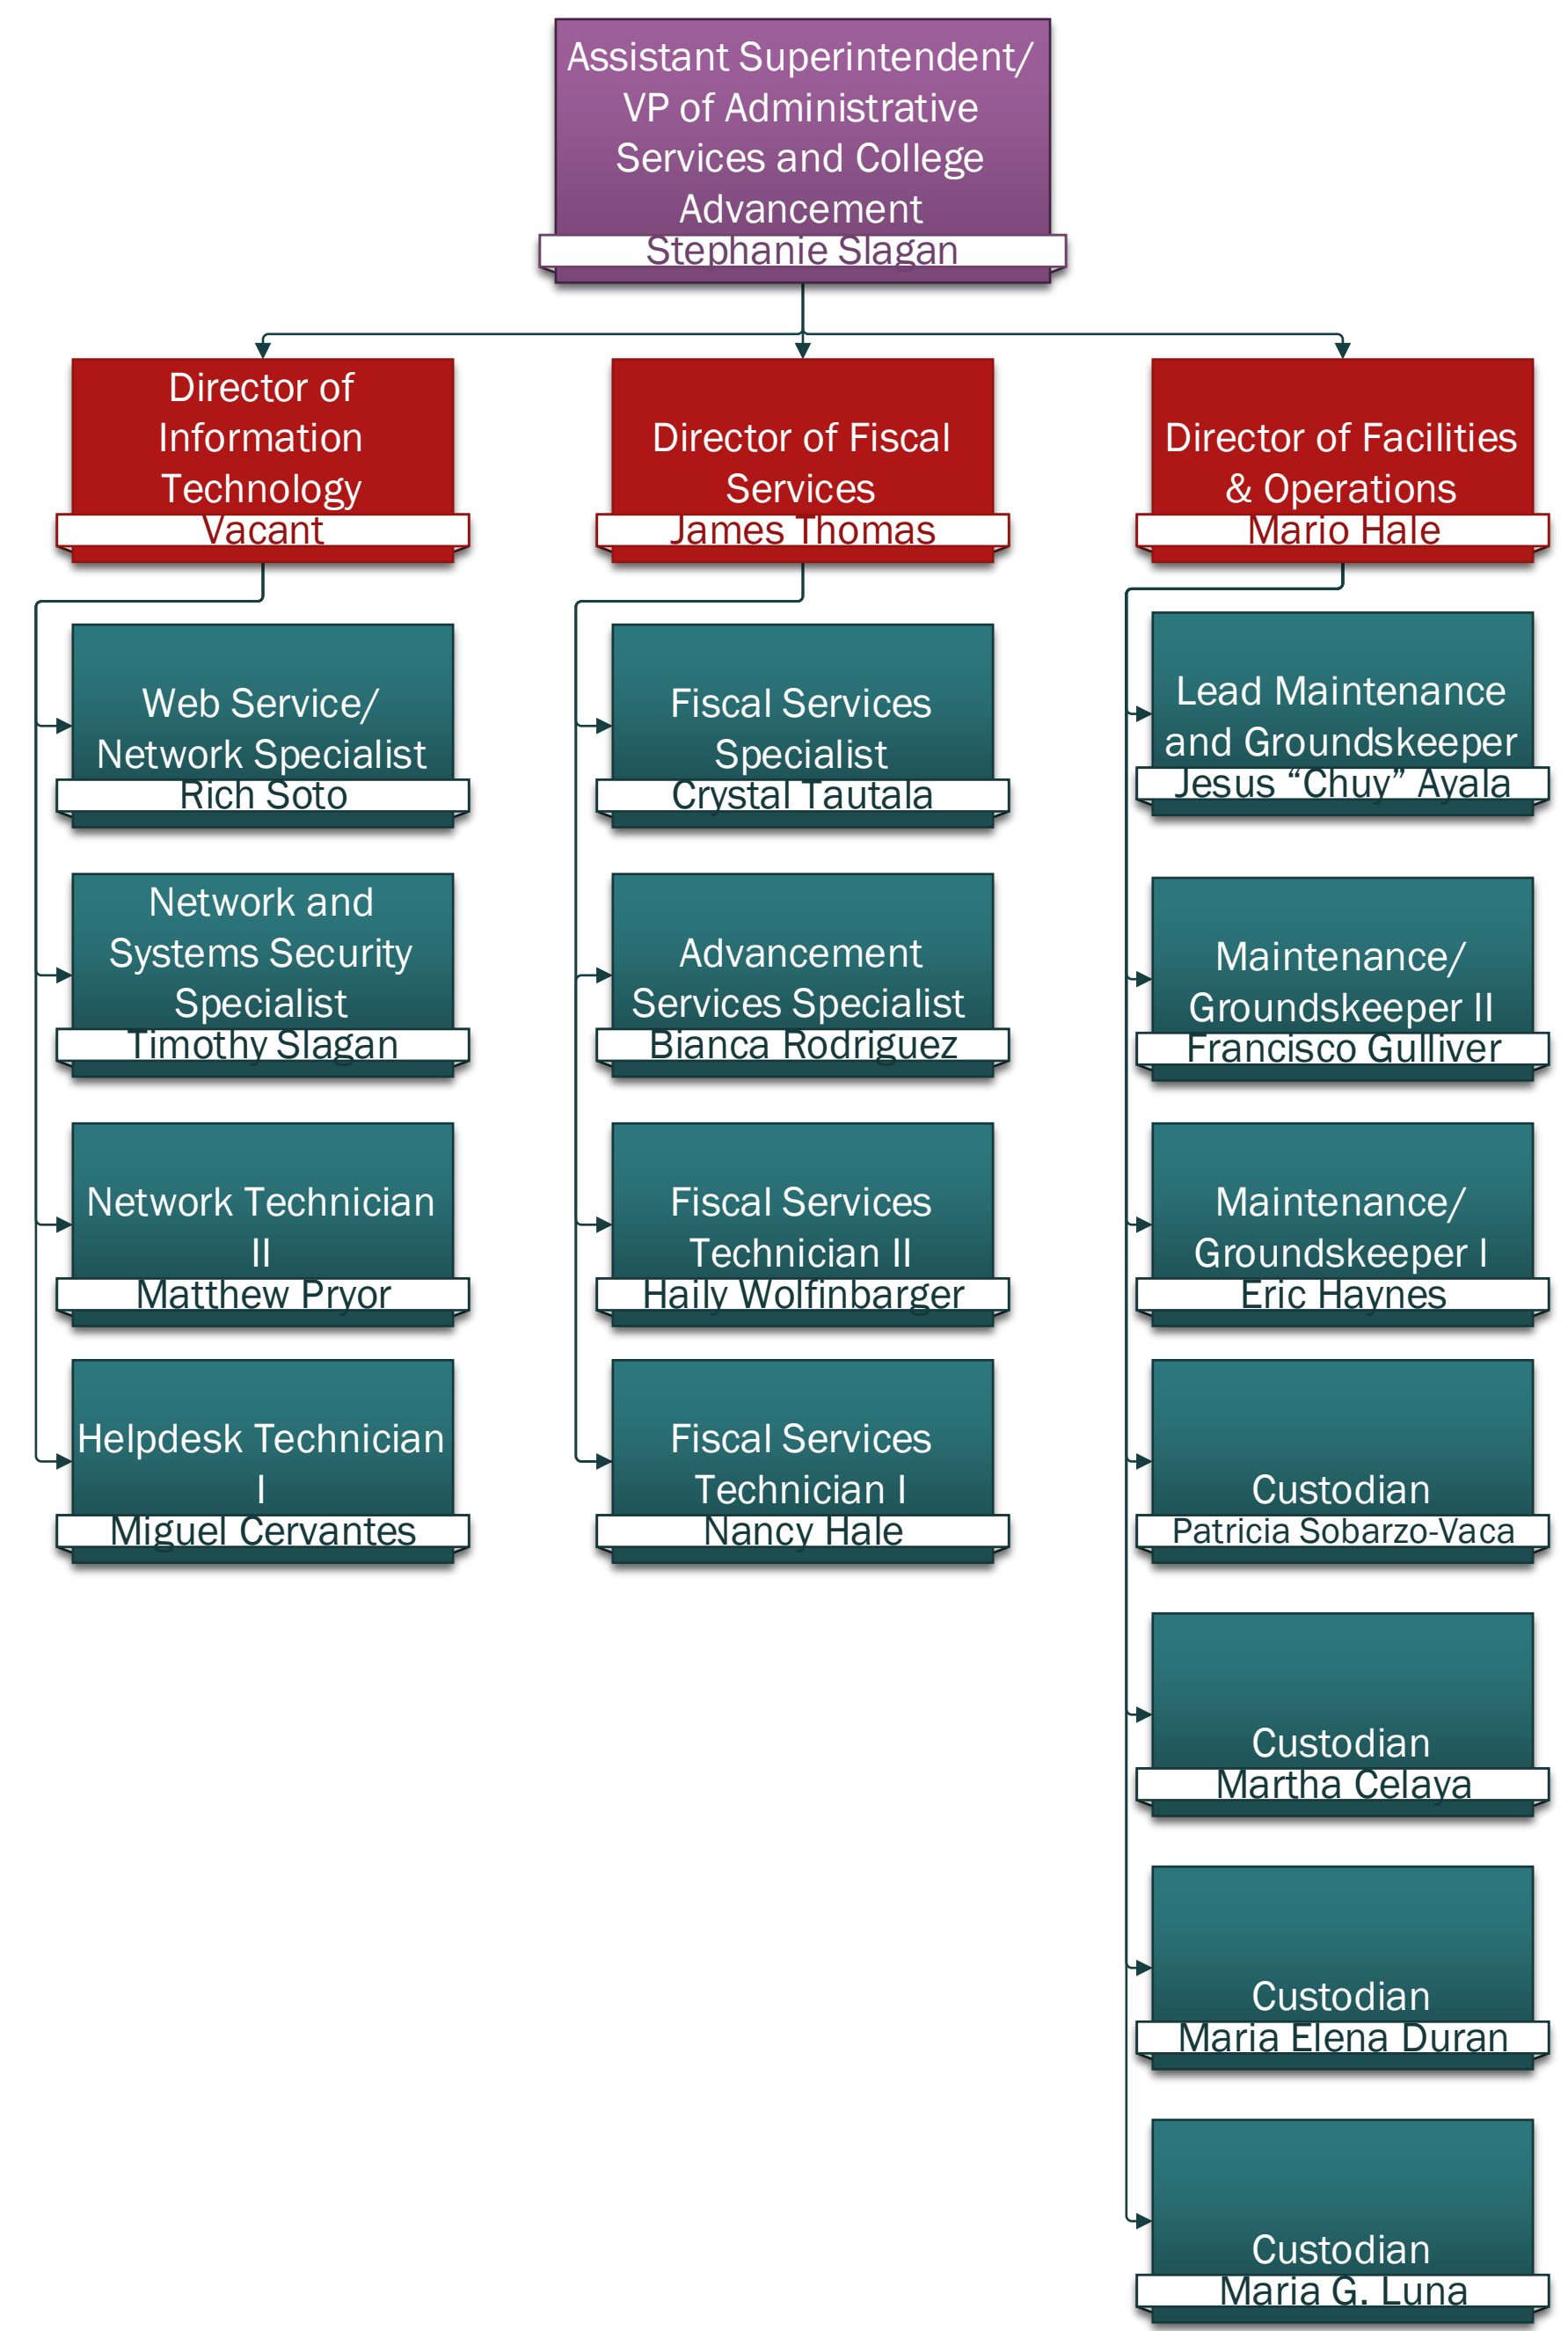 Assistant Superintendent/
VP of Administrative
Services and College
Advancement
Stephanie Slagan
Director of
Information
Technology
Vacant
Director of Fiscal
Services
James Thomas
Director of Facilities
& Operations
Mario Hale
Web Service/
Network Specialist
Rich Soto
Network and
Systems Security
Specialist
Timothy Slagan
Network Technician
II
Matthew Pryor
Helpdesk Technician
I
Miguel Cervantes
Fiscal Services
Specialist
Crystal Tautala
Advancement
Services Specialist
Bianca Rodriguez
Fiscal Services
Technician II
Haily Wolfinbarger
Fiscal Services
Technician I
Nancy Hale
Lead Maintenance
and Groundskeeper
Jesus “Chuy” Ayala
Maintenance/
Groundskeeper II
Francisco Gulliver
Maintenance/
Groundskeeper I
Eric Haynes
Custodian
Patricia Sobarzo-Vaca
Custodian
Martha Celaya
Custodian
Maria Elena Duran
Custodian
Maria G. Luna